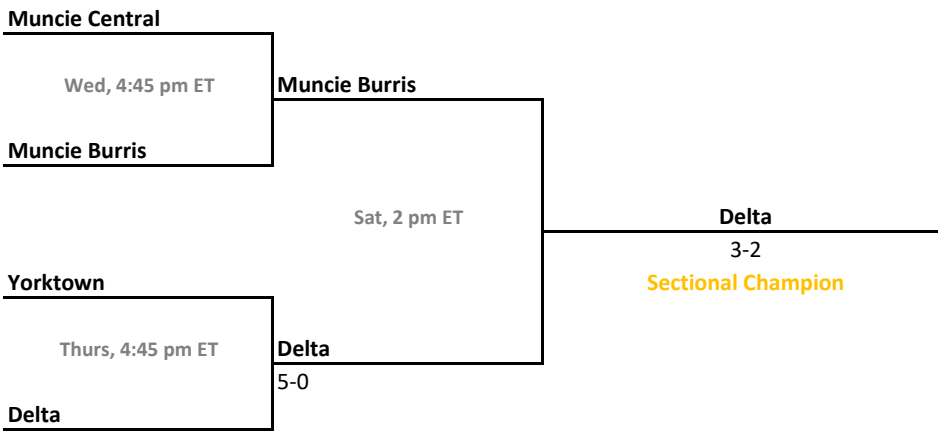 Muncie Central
Wed, 4:45 pm ET
Muncie Burris
Muncie Burris
Sat, 2 pm ET
Delta
3-2
Sectional Champion
Yorktown
Thurs, 4:45 pm ET
Delta
5-0
Delta